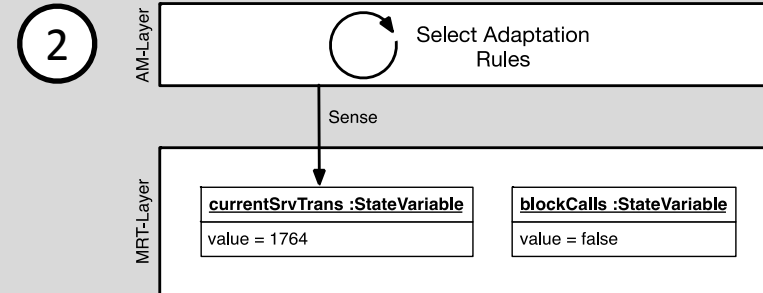 2
AM-Layer
Select Adaptation
Rules
Sense
MRT-Layer
currentSrvTrans :StateVariable
value = 1764
blockCalls :StateVariable
value = false